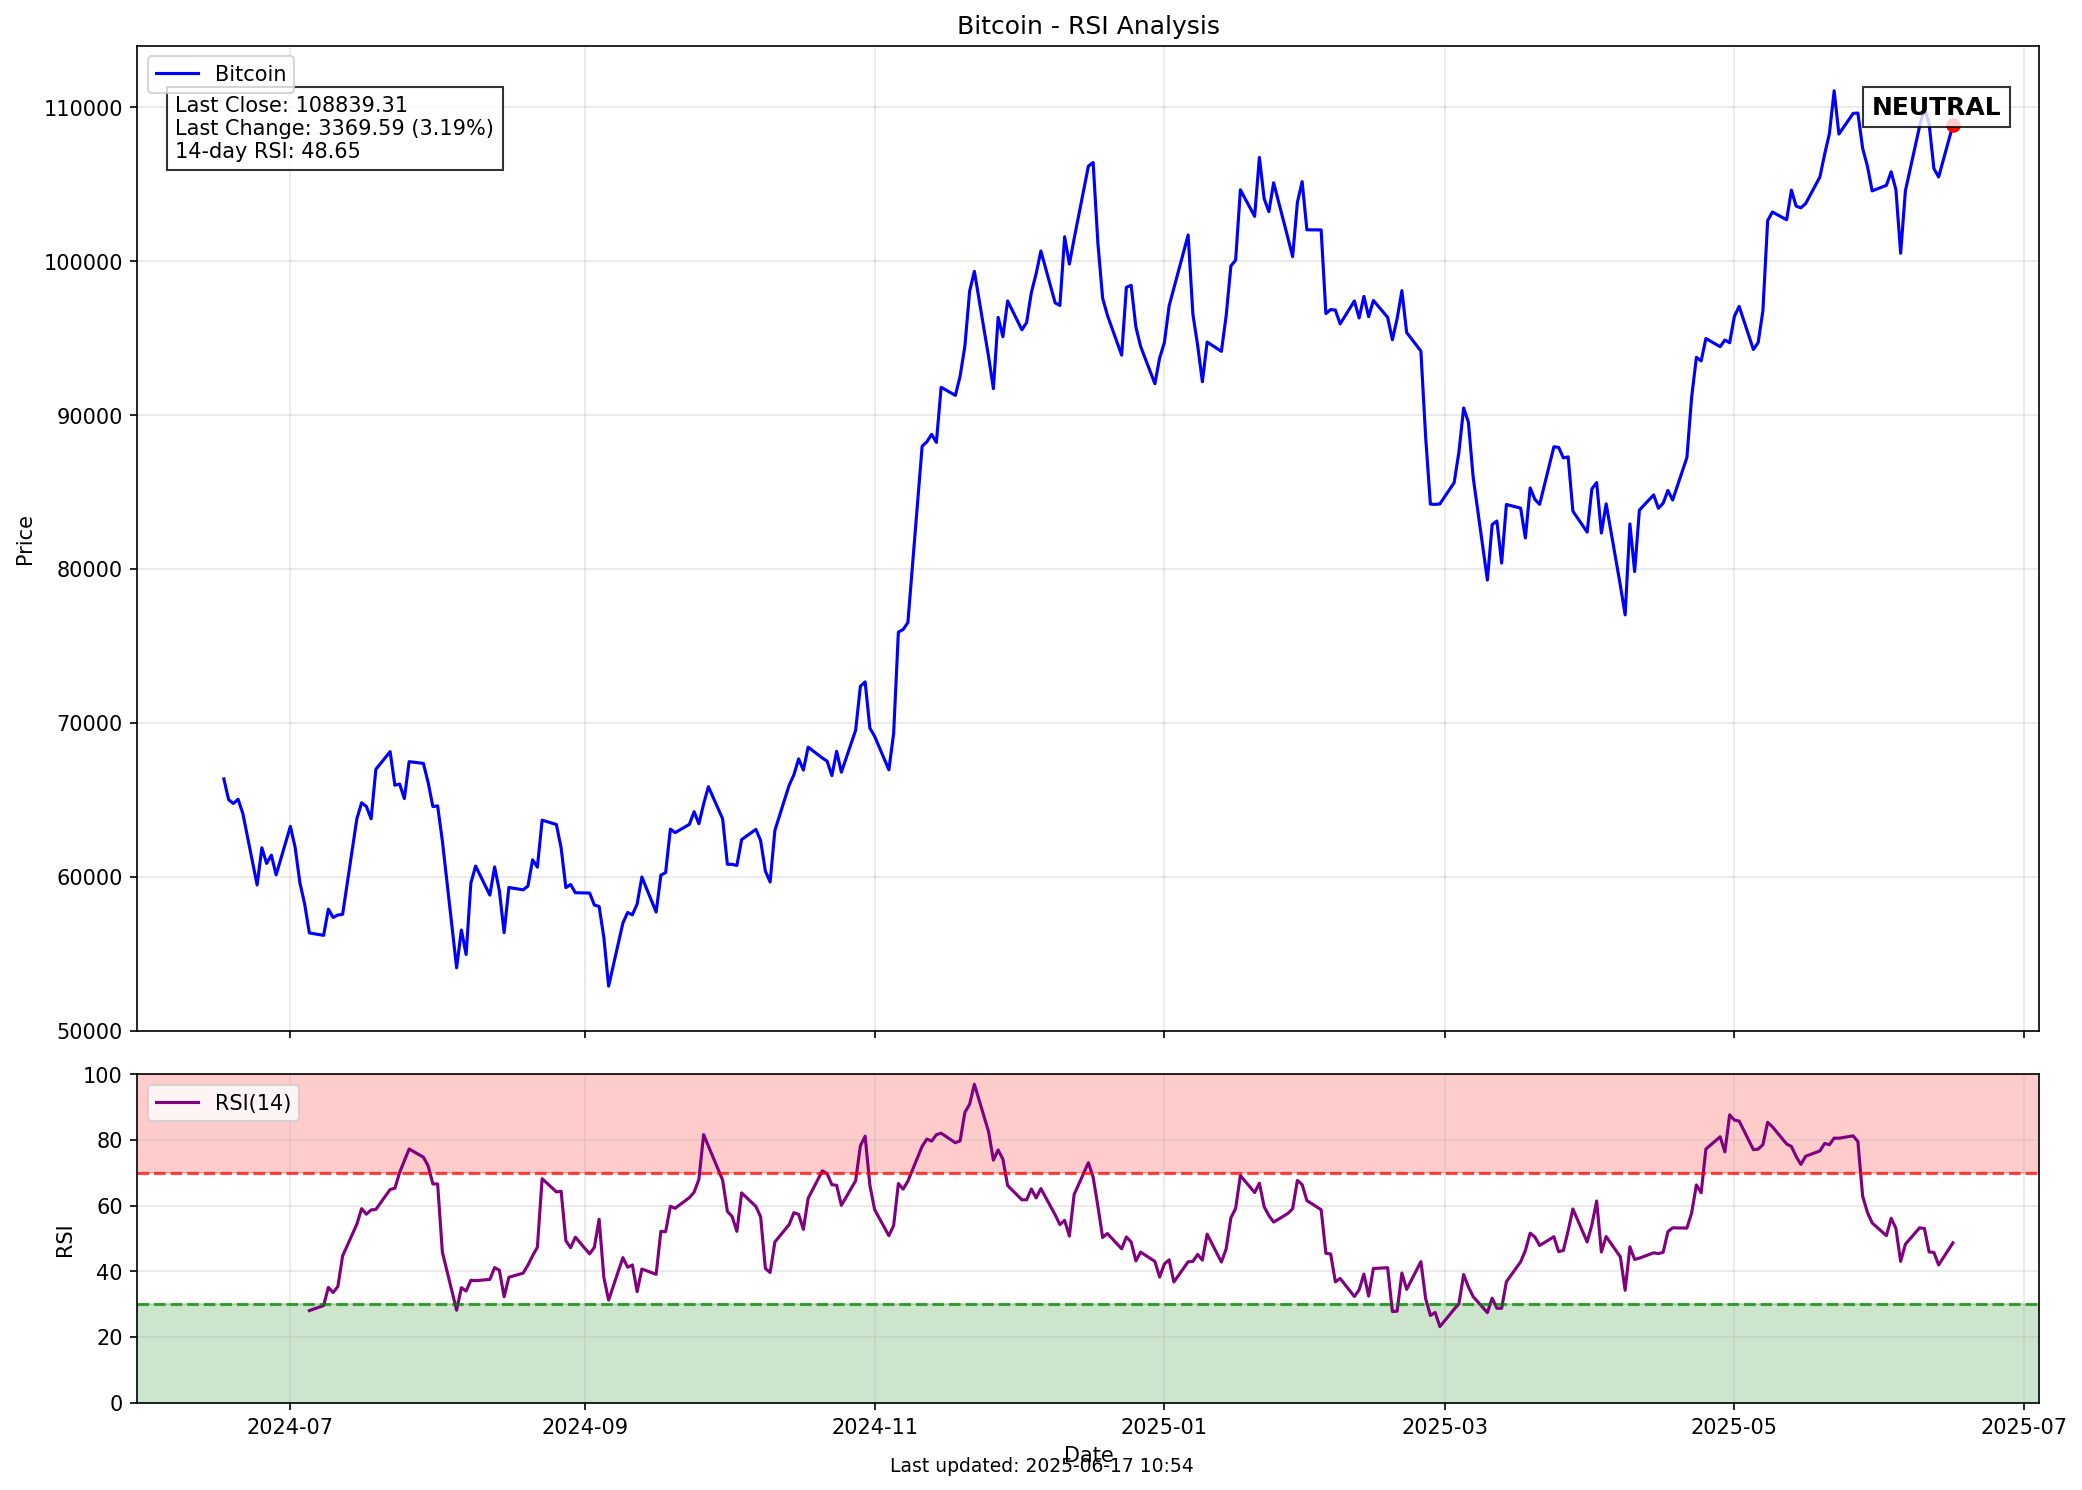 Bitcoin - RSI Analysis
Bitcoin
Last Close: 108839.31
Last Change: 3369.59 (3.19%)
14-day RSI: 48.65
NEUTRAL
Price
110000
100000
90000
80000
70000
60000
50000
RSI(14)
RSI
100
80
60
40
20
0
2024-07
2024-09
2024-11
2025-01
2025-03
2025-05
2025-07
Date
Last updated: 2025-06-17 10:54